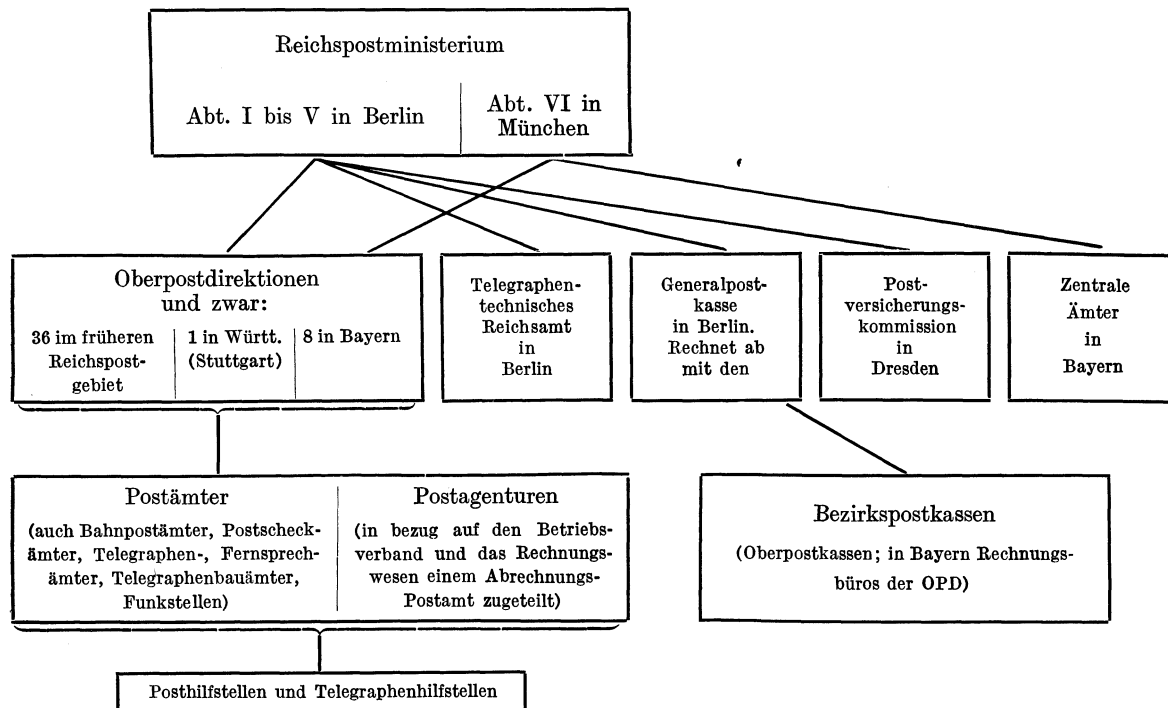 Reichspostministerium
Abt. I bis V in Berlin
Abt. VI in
München
Oberpostdirektionen
und zwar:
36 im früheren
Reichspost-
gebiet
1 in Württ.
(Stuttgart)
8 in Bayern
Telegraphen-
technisches
Reichsamt
in
Berlin
Generalpost-
kasse
in Berlin.
Rechnet ab
mit den
Post-
versicherungs-
kommission
in
Dresden
Zentrale
Ämter
in
Bayern
Postämter
(auch Bahnpostämter, Postscheck-
ämter, Telegraphen-, Fernsprech-
ämter, Telegraphenbauämter,
Funkstellen)
Postagenturen
(in bezug auf den Betriebs-
verband und das Rechnungs-
wesen einem Abrechnungs-
Postamt zugeteilt)
Bezirkspostkassen
(Oberpostkassen; in Bayern Rechnungs-
büros der OPD)
Posthilfstellen und Telegraphenhilfstellen